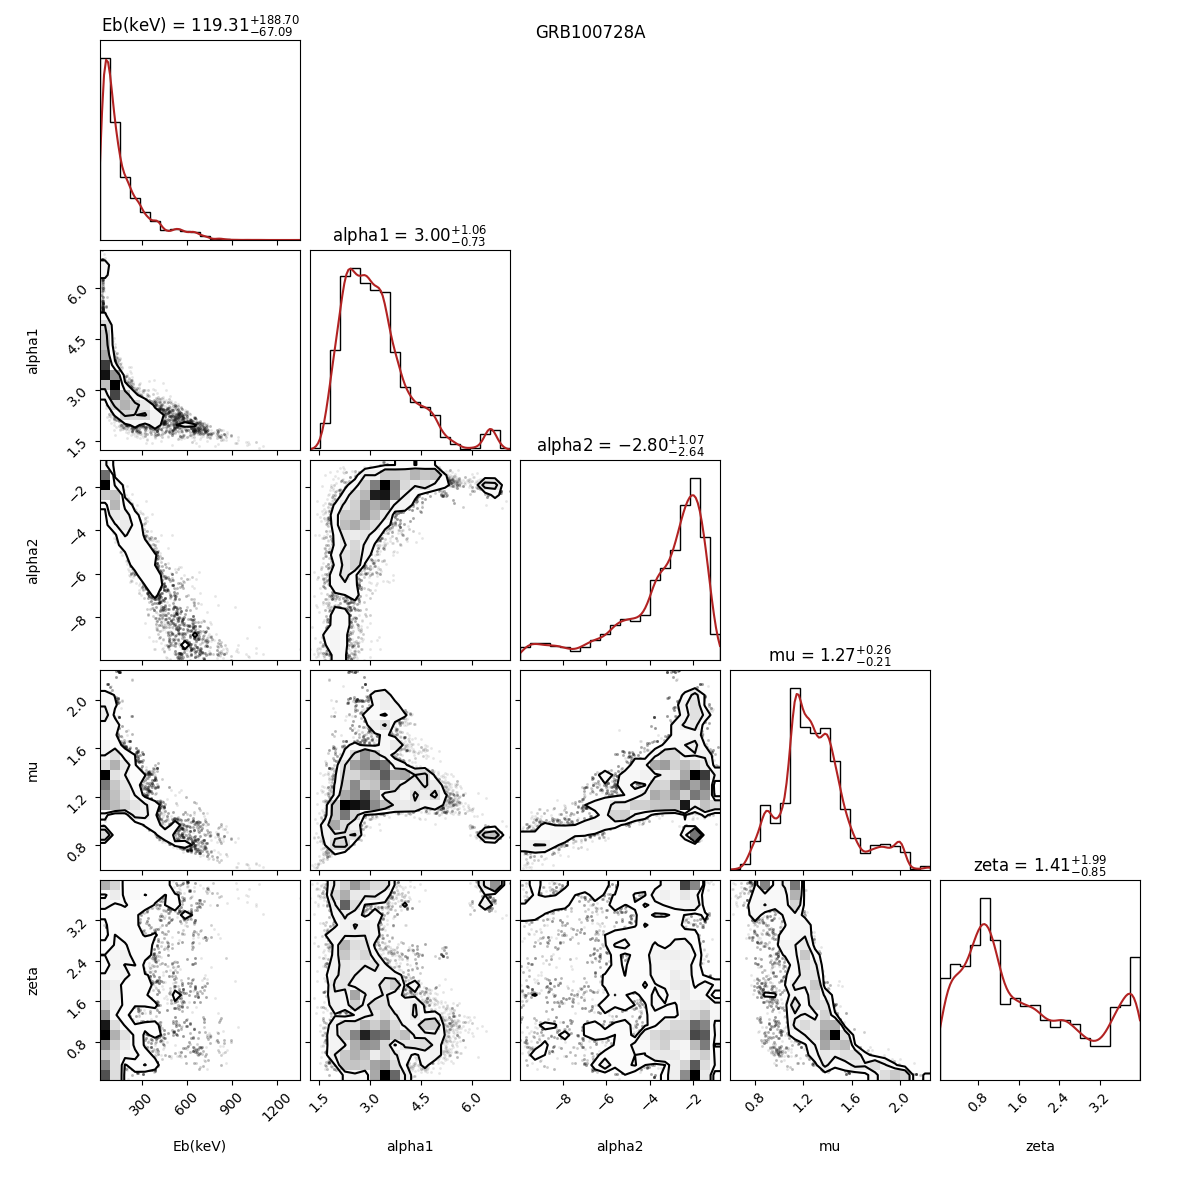 GRB100728A
Eb(keV) = 119.31+188.70−67.09
alpha1 = 3.00+1.06−0.73
6.0
4.5
3.0
1.5
alpha1
alpha2 = −2.80+1.07−2.64
−2
−4
−6
−8
alpha2
mu = 1.27+0.26−0.21
2.0
1.6
1.2
0.8
mu
zeta = 1.41+1.99−0.85
3.2
2.4
1.6
0.8
zeta
300 600 900 1200 1.5 3.0 4.5 6.0 −8 −6 −4 −2 0.8 1.2 1.6 2.0 0.8 1.6 2.4 3.2
Eb(keV) alpha1 alpha2 mu zeta